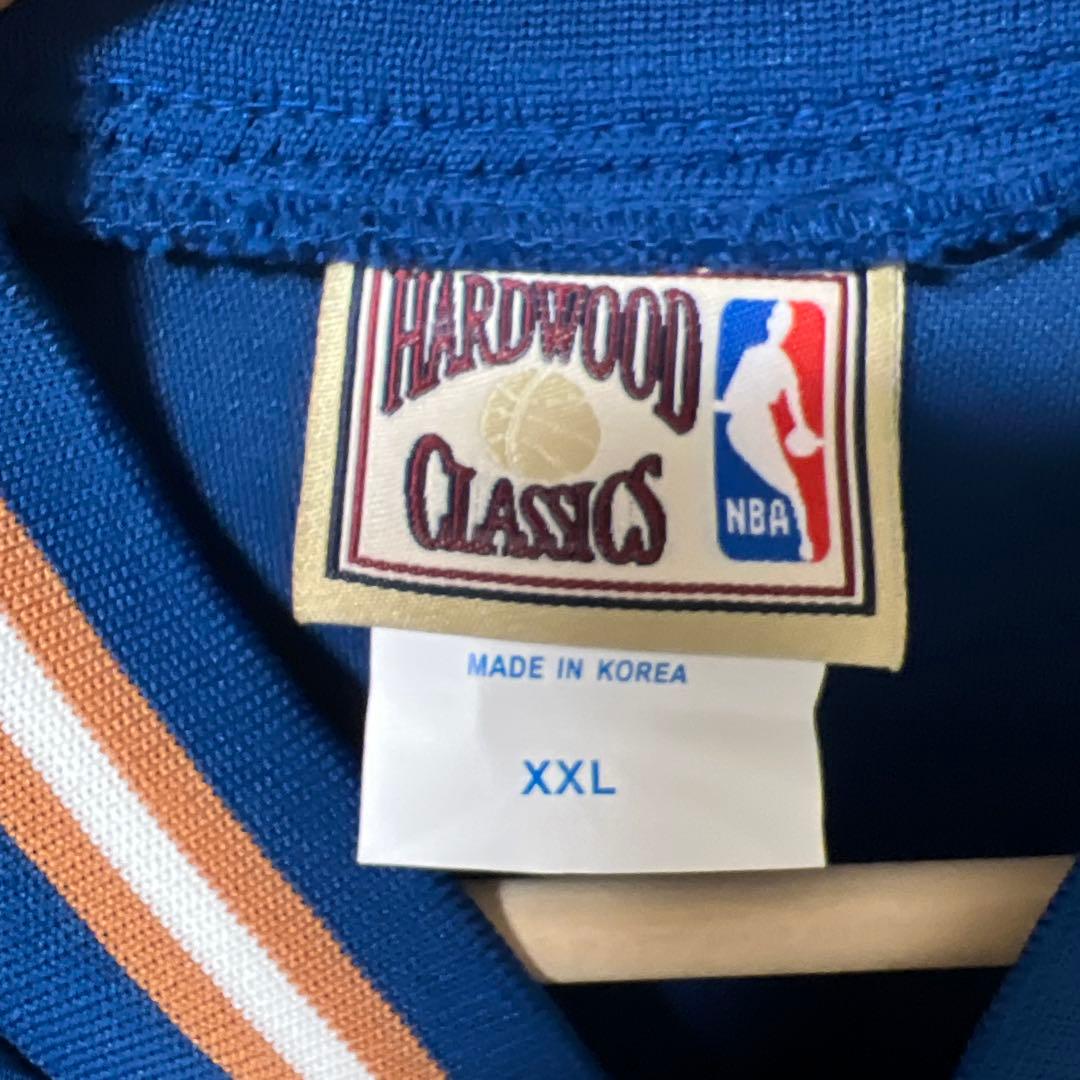 HARDWOOD
CLASSICS
NBA
MADE IN KOREA
XXL